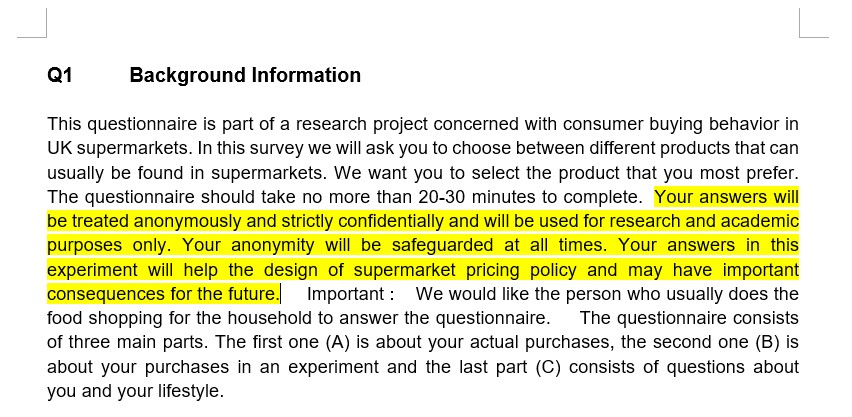 Q1 Background Information
This questionnaire is part of a research project concerned with consumer buying behavior in
UK supermarkets. In this survey we will ask you to choose between different products that can
usually be found in supermarkets. We want you to select the product that you most prefer.
The questionnaire should take no more than 20-30 minutes to complete. Your answers will
be treated anonymously and strictly confidentially and will be used for research and academic
purposes only. Your anonymity will be safeguarded at all times. Your answers in this
experiment will help the design of supermarket pricing policy and may have important
consequences for the future. Important : We would like the person who usually does the
food shopping for the household to answer the questionnaire. The questionnaire consists
of three main parts. The first one (A) is about your actual purchases, the second one (B) is
about your purchases in an experiment and the last part (C) consists of questions about
you and your lifestyle.